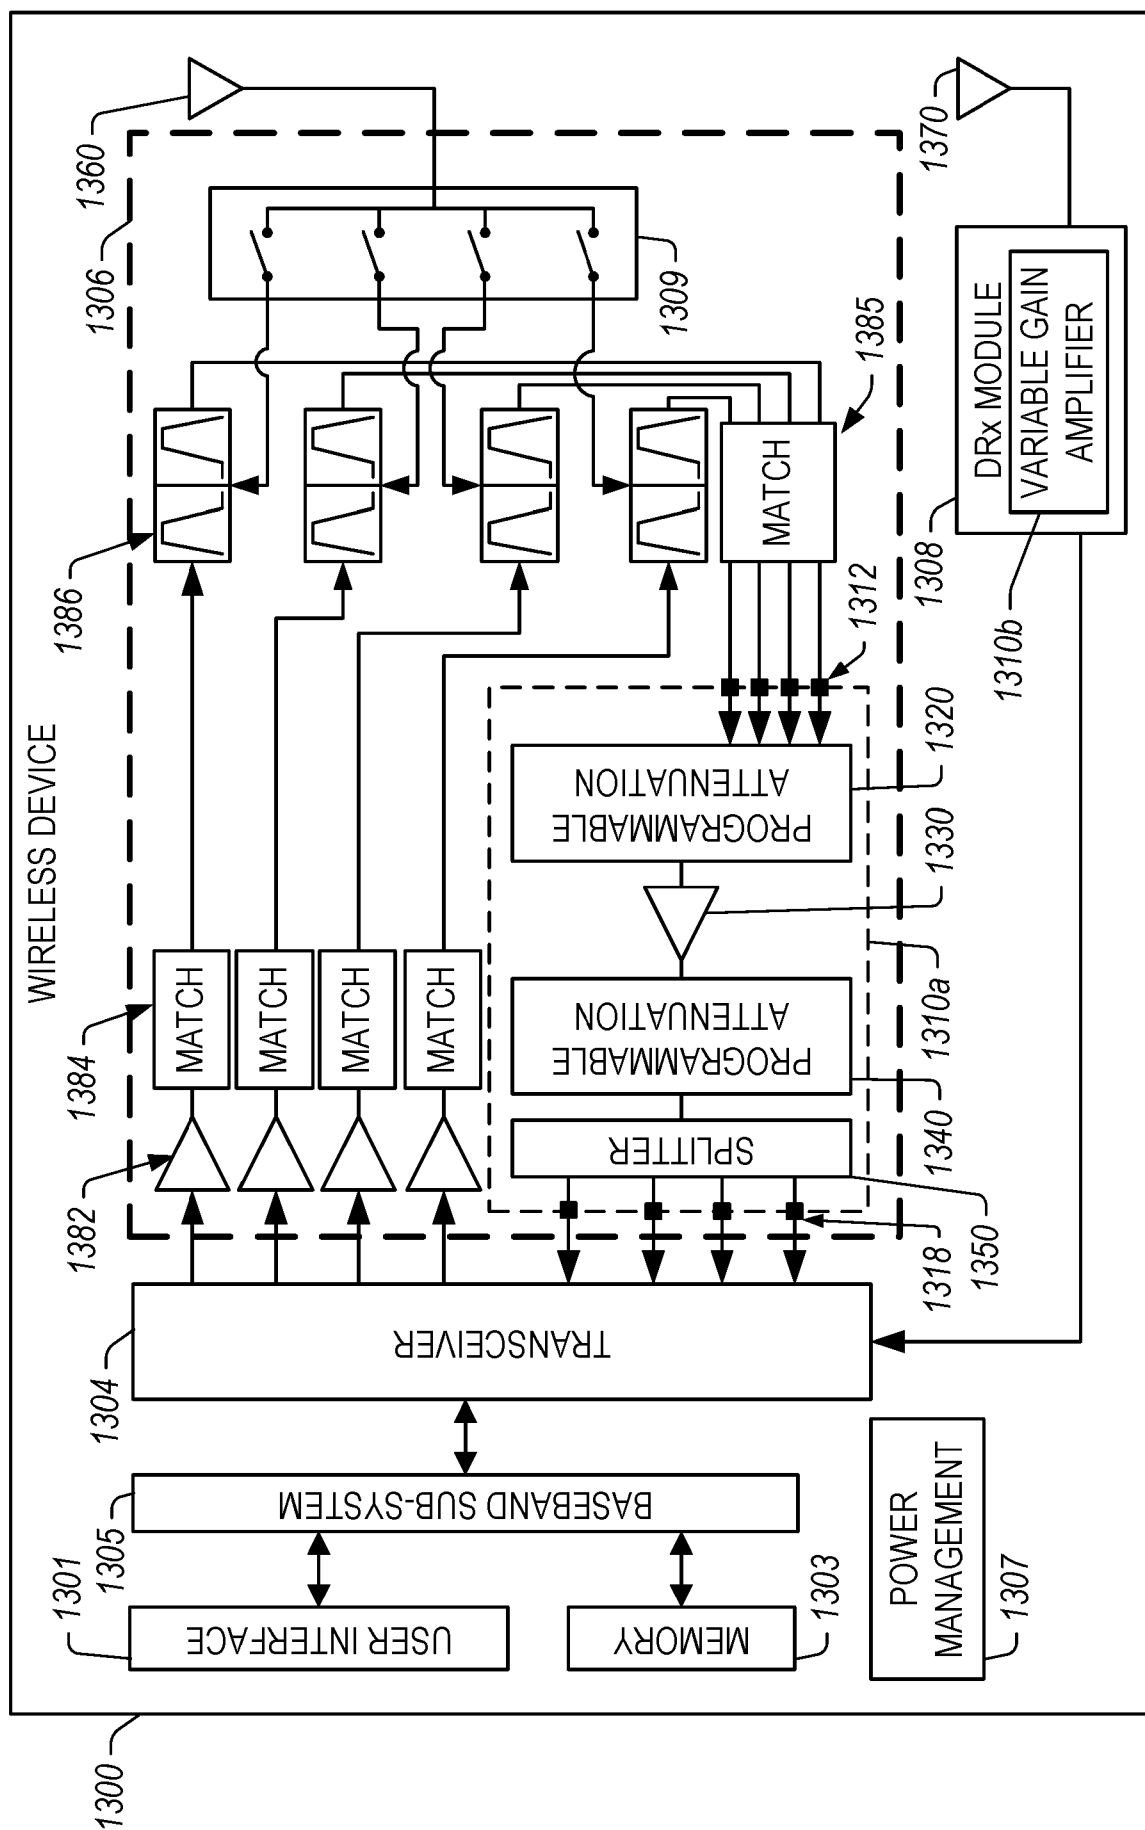 WIRELESS DEVICE
1300
1301
USER INTERFACE
1305
BASEBAND SUB-SYSTEM
MEMORY
1303
POWER
MANAGEMENT
1307
1304
TRANSCEIVER
1382
1384
MATCH
MATCH
MATCH
MATCH
1386
1306
1360
1309
MATCH
1385
1312
PROGRAMMABLE
ATTENUATION
1320
1330
1310a
PROGRAMMABLE
ATTENUATION
1340
SPLITTER
1350
1318
1308
DRx MODULE
VARIABLE GAIN
AMPLIFIER
1310b
1370